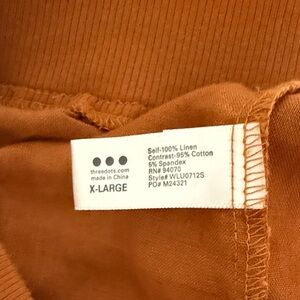 threedots.com
made in China
X-LARGE
Self-100% Linen
Contrast-95% Cotton
5% Spandex
RN# 94070
Style# WLU0712S
PO# M24321